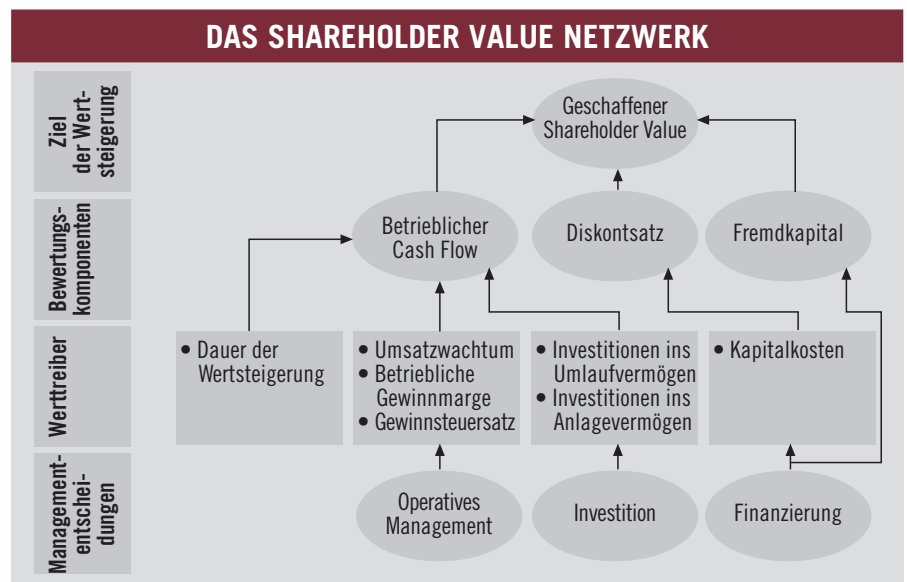 DAS SHAREHOLDER VALUE NETZWERK
Ziel
der Wert-
steigerung
Geschaffener
Shareholder Value
Bewertungs-
komponenten
Betrieblicher
Cash Flow
Diskontsatz
Fremdkapital
Werttreiber
• Dauer der
Wertsteigerung
• Umsatzwachtum
• Betriebliche
Gewinnmarge
• Gewinnsteuersatz
• Investitionen ins
Umlaufvermögen
• Investitionen ins
Anlagevermögen
• Kapitalkosten
Management-
entschei-
dungen
Operatives
Management
Investition
Finanzierung